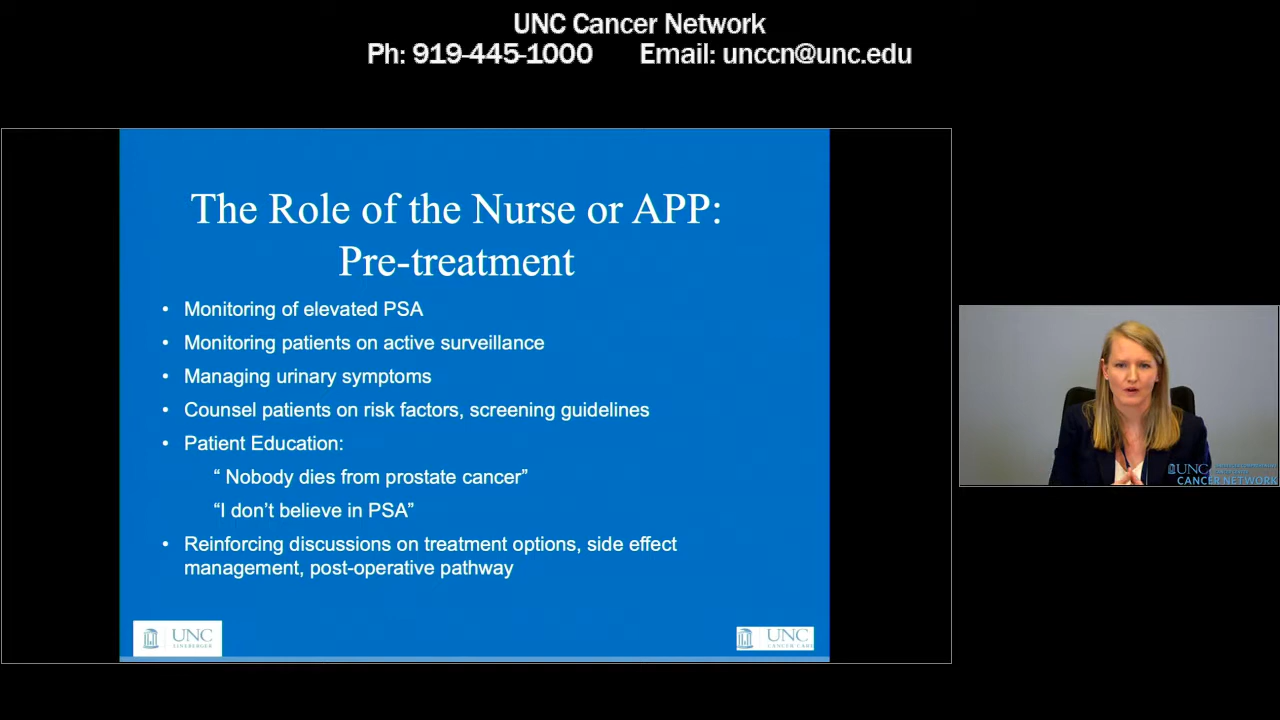 UNC Cancer Network
Ph: 919-445-1000 Email: unccn@unc.edu
The Role of the Nurse or APP:
Pre-treatment
• Monitoring of elevated PSA
• Monitoring patients on active surveillance
• Managing urinary symptoms
• Counsel patients on risk factors, screening guidelines
• Patient Education:
“ Nobody dies from prostate cancer”
“I don’t believe in PSA”
• Reinforcing discussions on treatment options, side effect
management, post-operative pathway
UNC
LINEBERGER
UNC
CANCER CARE
UNC
CANCER NETWORK